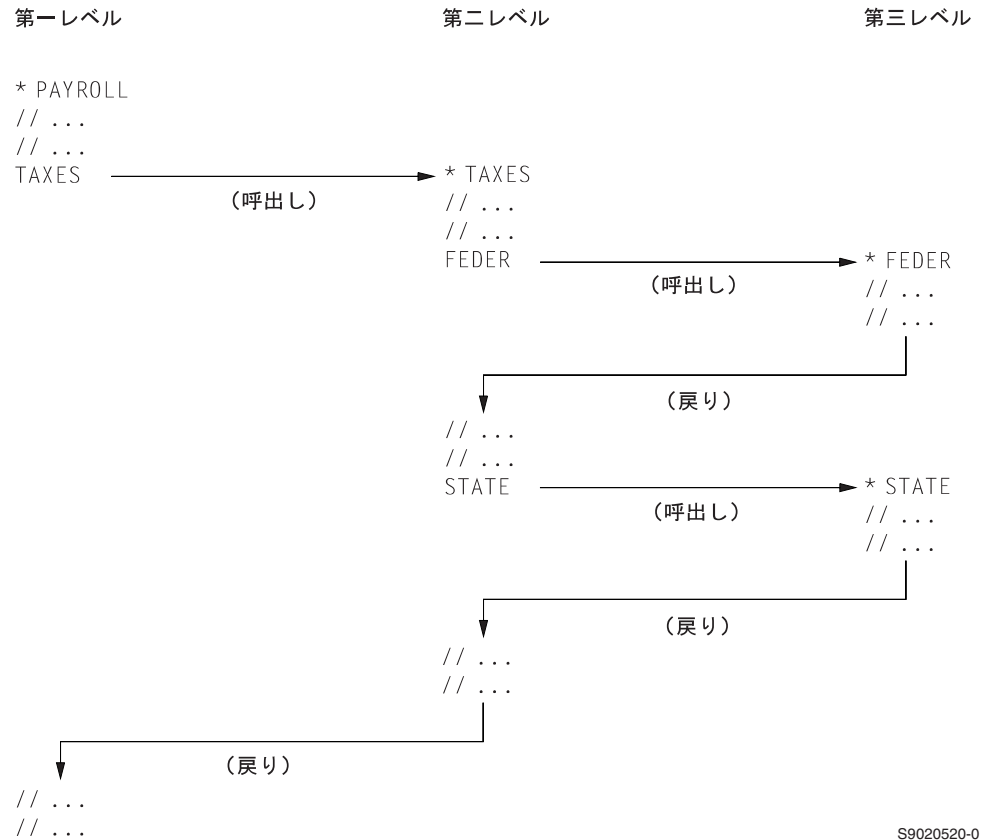 第一レベル
第二レベル
第三レベル
* PAYROLL
// ...
// ...
TAXES
(呼出し)
* TAXES
// ...
// ...
FEDER
(呼出し)
* FEDER
// ...
// ...
(戻り)
// ...
// ...
STATE
(呼出し)
* STATE
// ...
// ...
(戻り)
// ...
// ...
(戻り)
// ...
// ...
S9020520-0